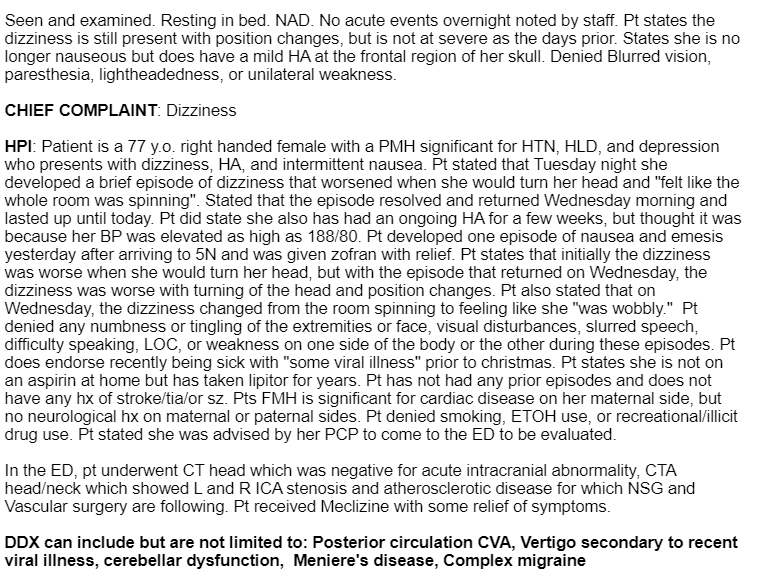 Seen and examined. Resting in bed. NAD. No acute events overnight noted by staff. Pt states the
dizziness is still present with position changes, but is not at severe as the days prior. States she is no
longer nauseous but does have a mild HA at the frontal region of her skull. Denied Blurred vision,
paresthesia, lightheadedness, or unilateral weakness.
CHIEF COMPLAINT: Dizziness
HPI: Patient is a 77 y.o. right handed female with a PMH significant for HTN, HLD, and depression
who presents with dizziness, HA, and intermittent nausea. Pt stated that Tuesday night she
developed a brief episode of dizziness that worsened when she would turn her head and "felt like the
whole room was spinning". Stated that the episode resolved and returned Wednesday morning and
lasted up until today. Pt did state she also has had an ongoing HA for a few weeks, but thought it was
because her BP was elevated as high as 188/80. Pt developed one episode of nausea and emesis
yesterday after arriving to 5N and was given zofran with relief. Pt states that initially the dizziness
was worse when she would turn her head, but with the episode that returned on Wednesday, the
dizziness was worse with turning of the head and position changes. Pt also stated that on
Wednesday, the dizziness changed from the room spinning to feeling like she "was wobbly." Pt
denied any numbness or tingling of the extremities or face, visual disturbances, slurred speech,
difficulty speaking, LOC, or weakness on one side of the body or the other during these episodes. Pt
does endorse recently being sick with "some viral illness" prior to christmas. Pt states she is not on
an aspirin at home but has taken lipitor for years. Pt has not had any prior episodes and does not
have any hx of stroke/tia/or sz. Pts FMH is significant for cardiac disease on her maternal side, but
no neurological hx on maternal or paternal sides. Pt denied smoking, ETOH use, or recreational/illicit
drug use. Pt stated she was advised by her PCP to come to the ED to be evaluated.
In the ED, pt underwent CT head which was negative for acute intracranial abnormality, CTA
head/neck which showed L and R ICA stenosis and atherosclerotic disease for which NSG and
Vascular surgery are following. Pt received Meclizine with some relief of symptoms.
DDX can include but are not limited to: Posterior circulation CVA, Vertigo secondary to recent
viral illness, cerebellar dysfunction, Meniere's disease, Complex migraine